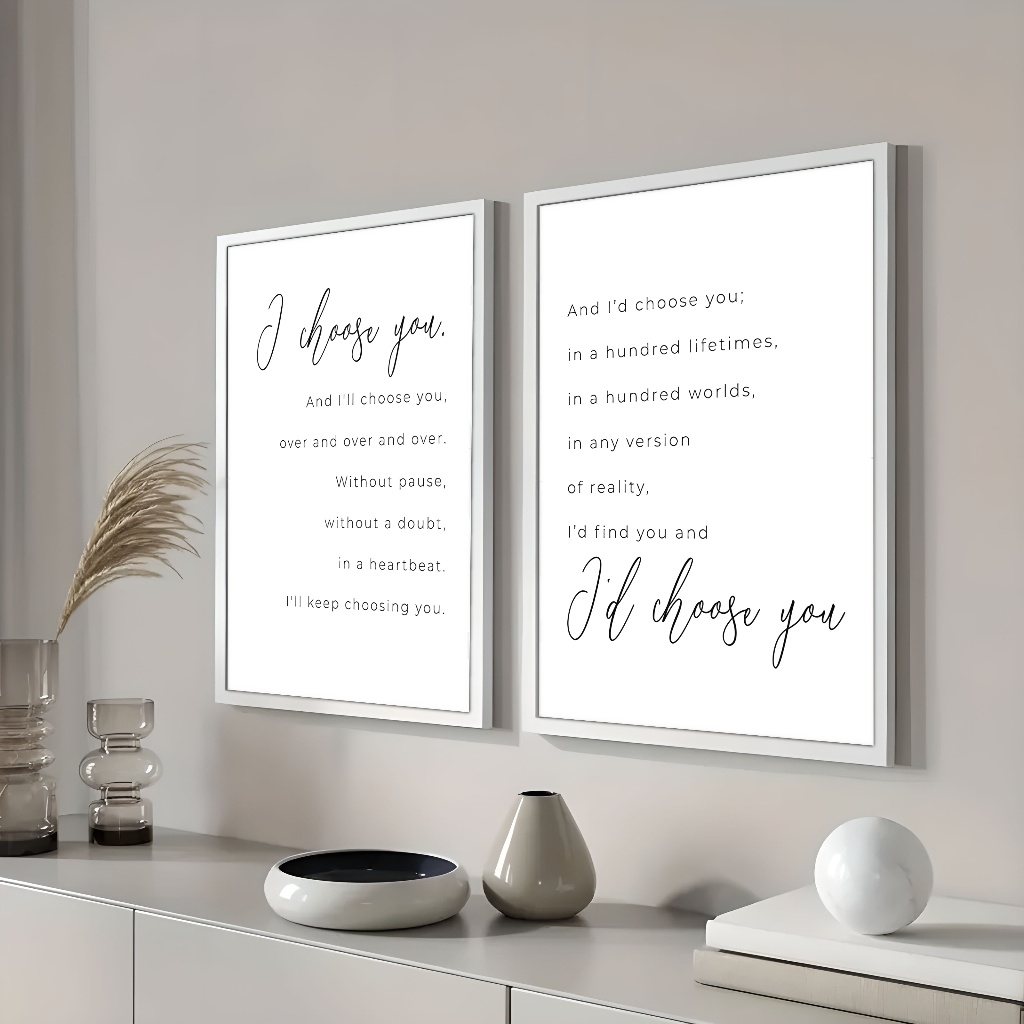 I choose you.
And I'll choose you,
over and over and over.
Without pause,
without a doubt,
in a heartbeat.
I'll keep choosing you.
And I'd choose you;
in a hundred lifetimes,
in a hundred worlds,
in any version
of reality,
I'd find you and
I'd choose you